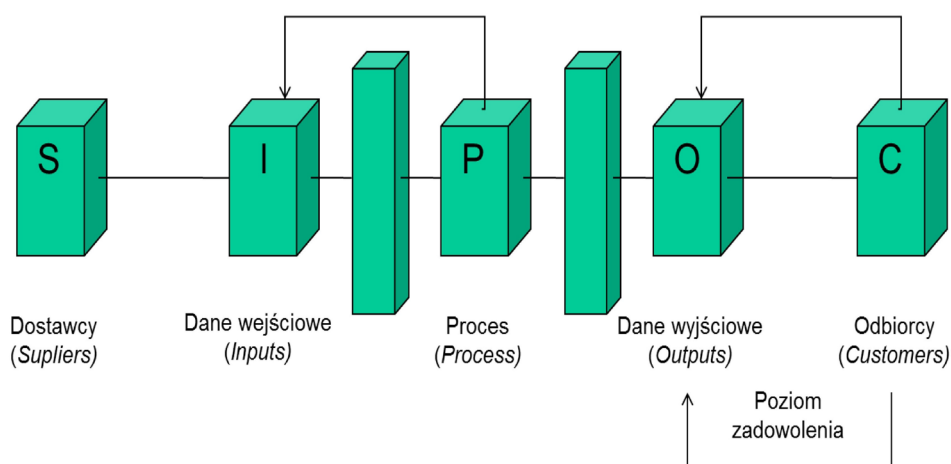 S
I
P
O
C
Dostawcy
(Supliers)
Dane wejściowe
(Inputs)
Proces
(Process)
Dane wyjściowe
(Outputs)
Odbiorcy
(Customers)
Poziom
zadowolenia